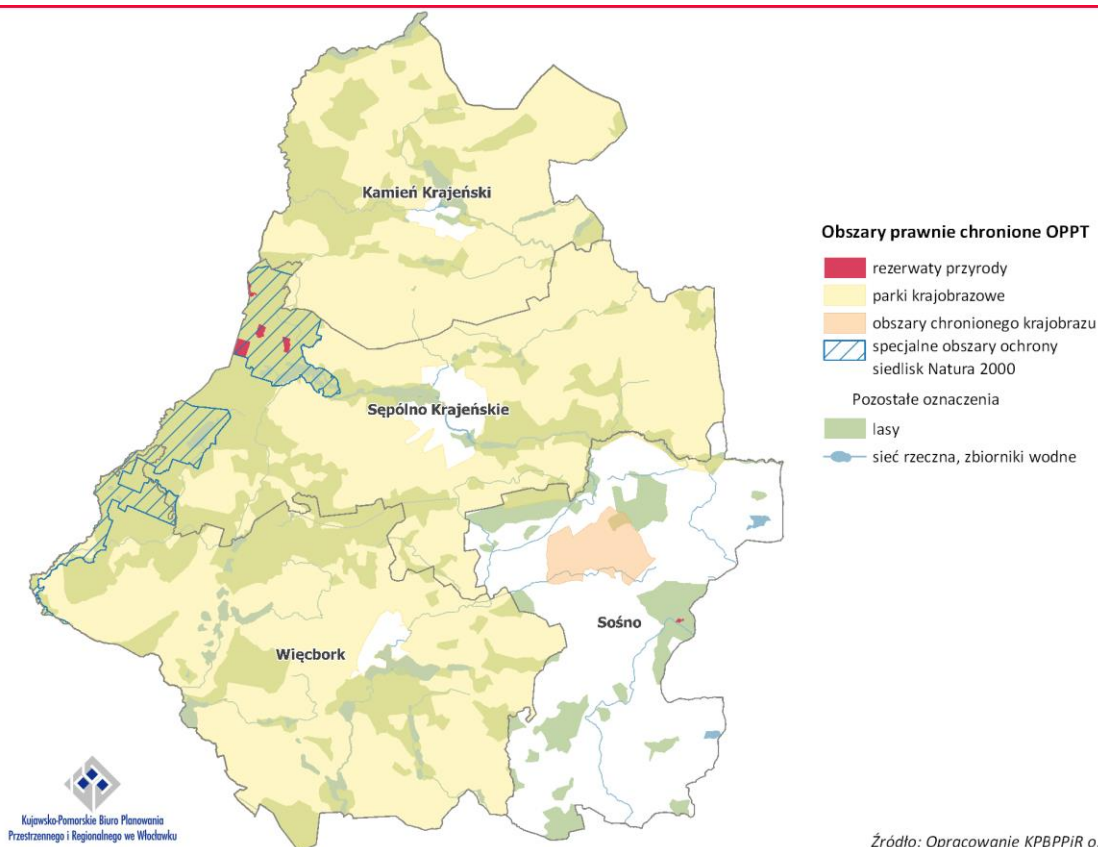 Kamień Krajeński
Sępólno Krajeńskie
Więcbork
Sośno
Obszary prawnie chronione OPPT
rezerwaty przyrody
parki krajobrazowe
obszary chronionego krajobrazu
specjalne obszary ochrony
siedlisk Natura 2000
Pozostałe oznaczenia
lasy
sieć rzeczna, zbiorniki wodne
Kujawsko-Pomorskie Biuro Planowania
Przestrzennego i Regionalnego we Włocławku
Źródło: Opracowanie KPBPPiR o